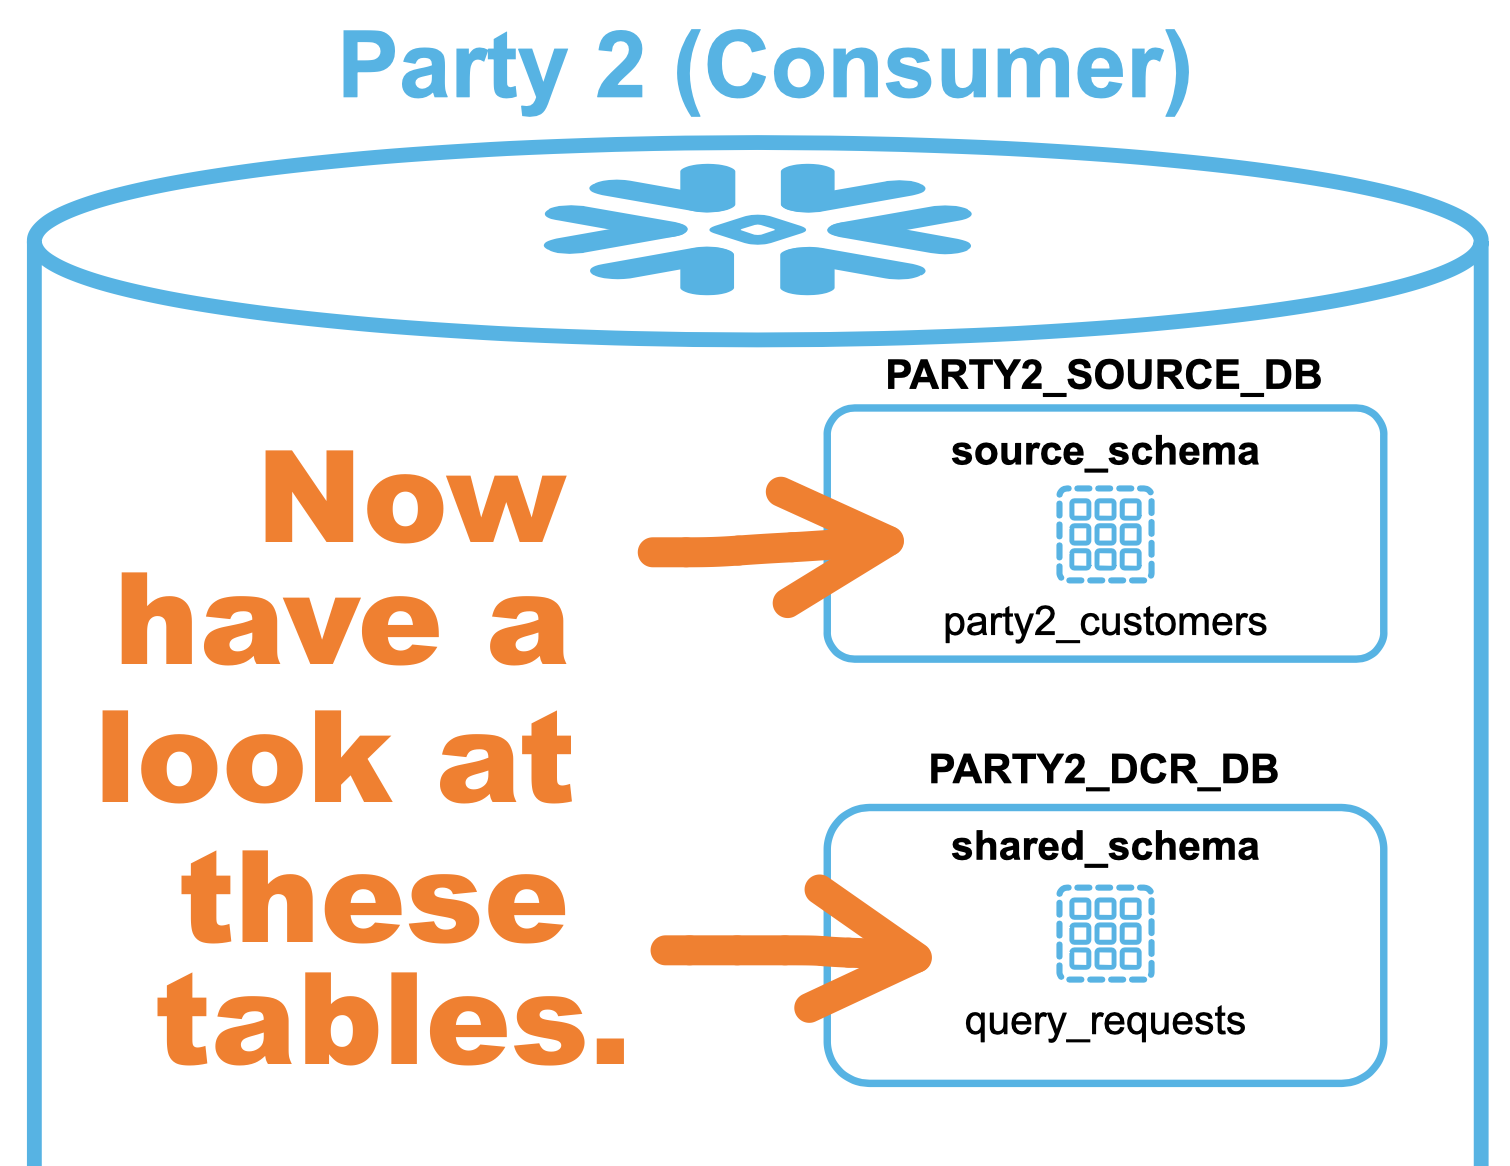 Party 2 (Consumer)
Now
have a
look at
these
tables.
PARTY2_SOURCE_DB
source_schema
party2_customers
PARTY2_DCR_DB
shared_schema
query_requests